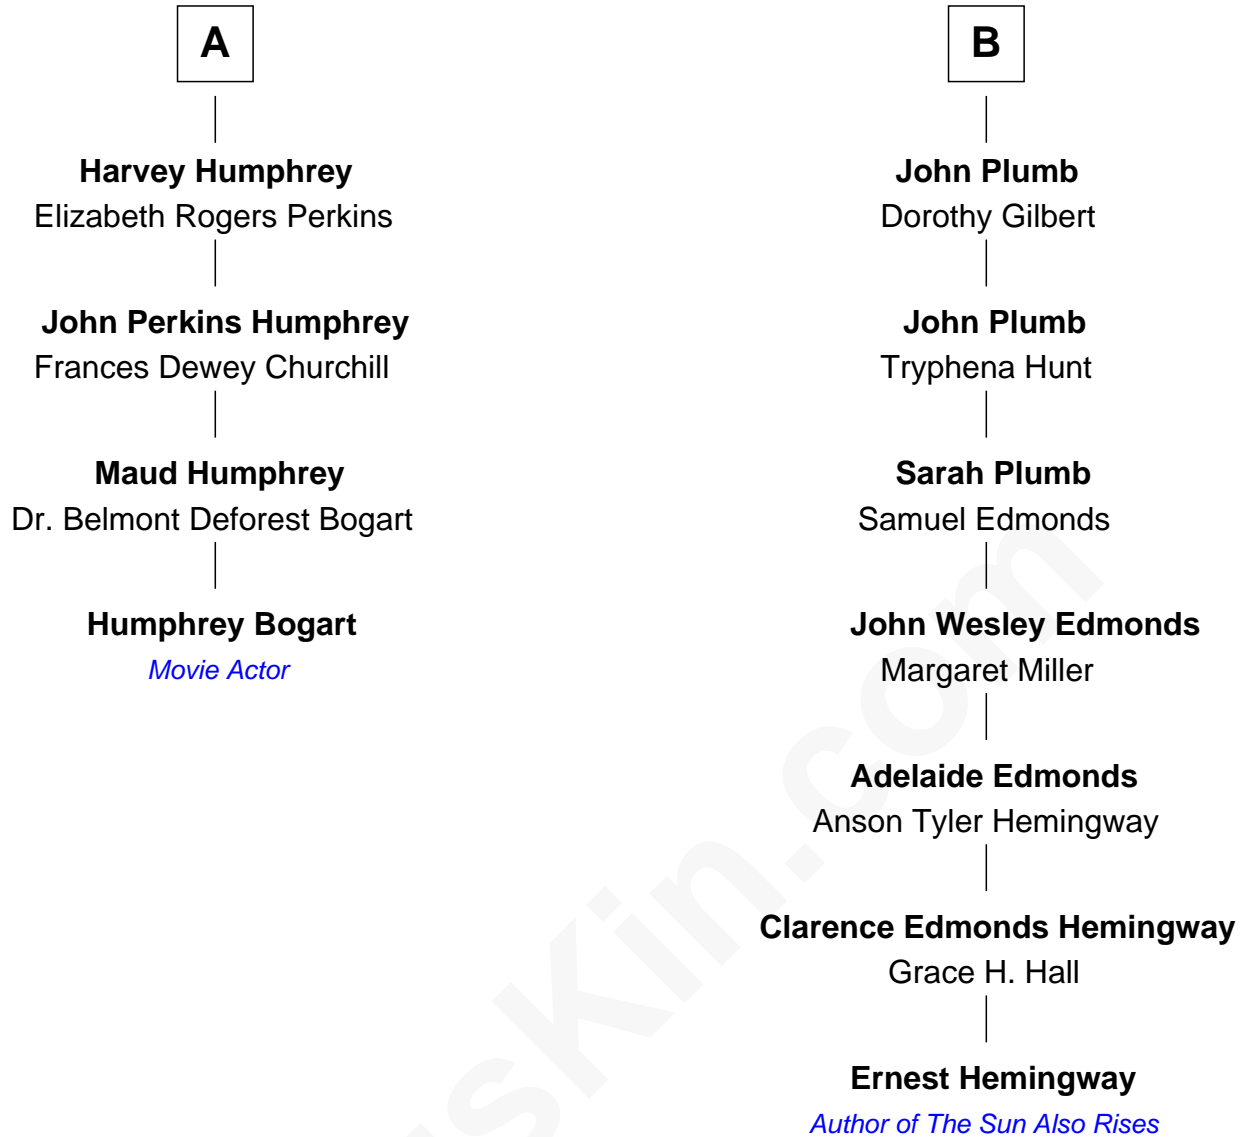 A
Harvey Humphrey
Elizabeth Rogers Perkins
John Perkins Humphrey
Frances Dewey Churchill
Maud Humphrey
Dr. Belmont Deforest Bogart
Humphrey Bogart
Movie Actor
B
John Plumb
Dorothy Gilbert
John Plumb
Tryphena Hunt
Sarah Plumb
Samuel Edmonds
John Wesley Edmonds
Margaret Miller
Adelaide Edmonds
Anson Tyler Hemingway
Clarence Edmonds Hemingway
Grace H. Hall
Ernest Hemingway
Author of The Sun Also Rises